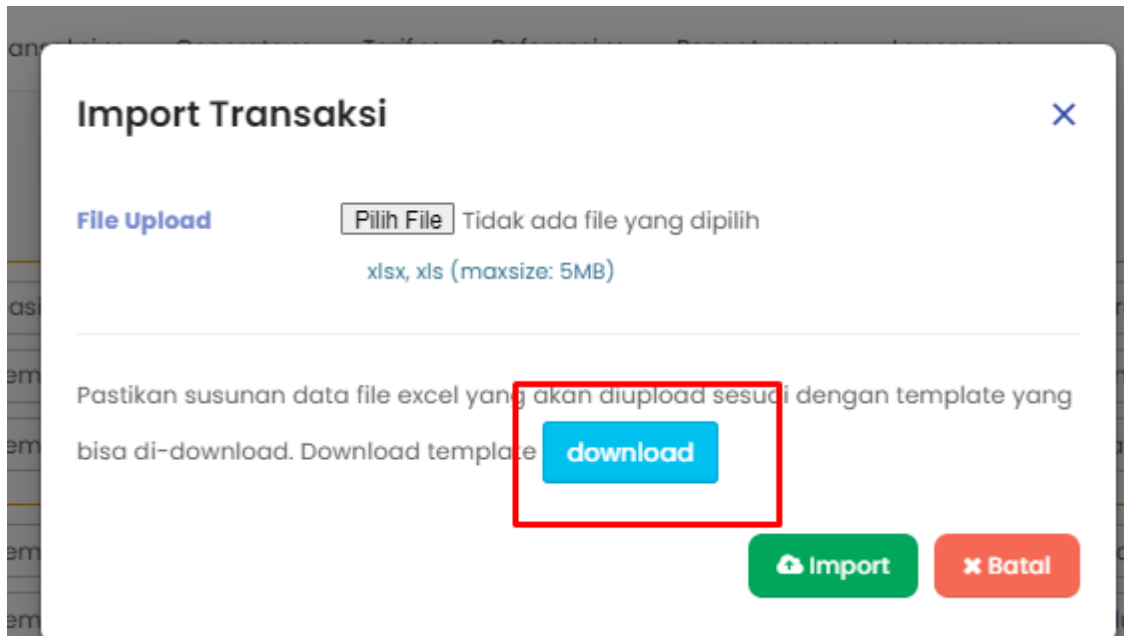 Import Transaksi
File Upload
Pilih File Tidak ada file yang dipilih
xlsx, xls (maxsize: 5MB)
Pastikan susunan data file excel yang akan diupload sesuai dengan template yang
bisa di-download. Download template download
Import Batal